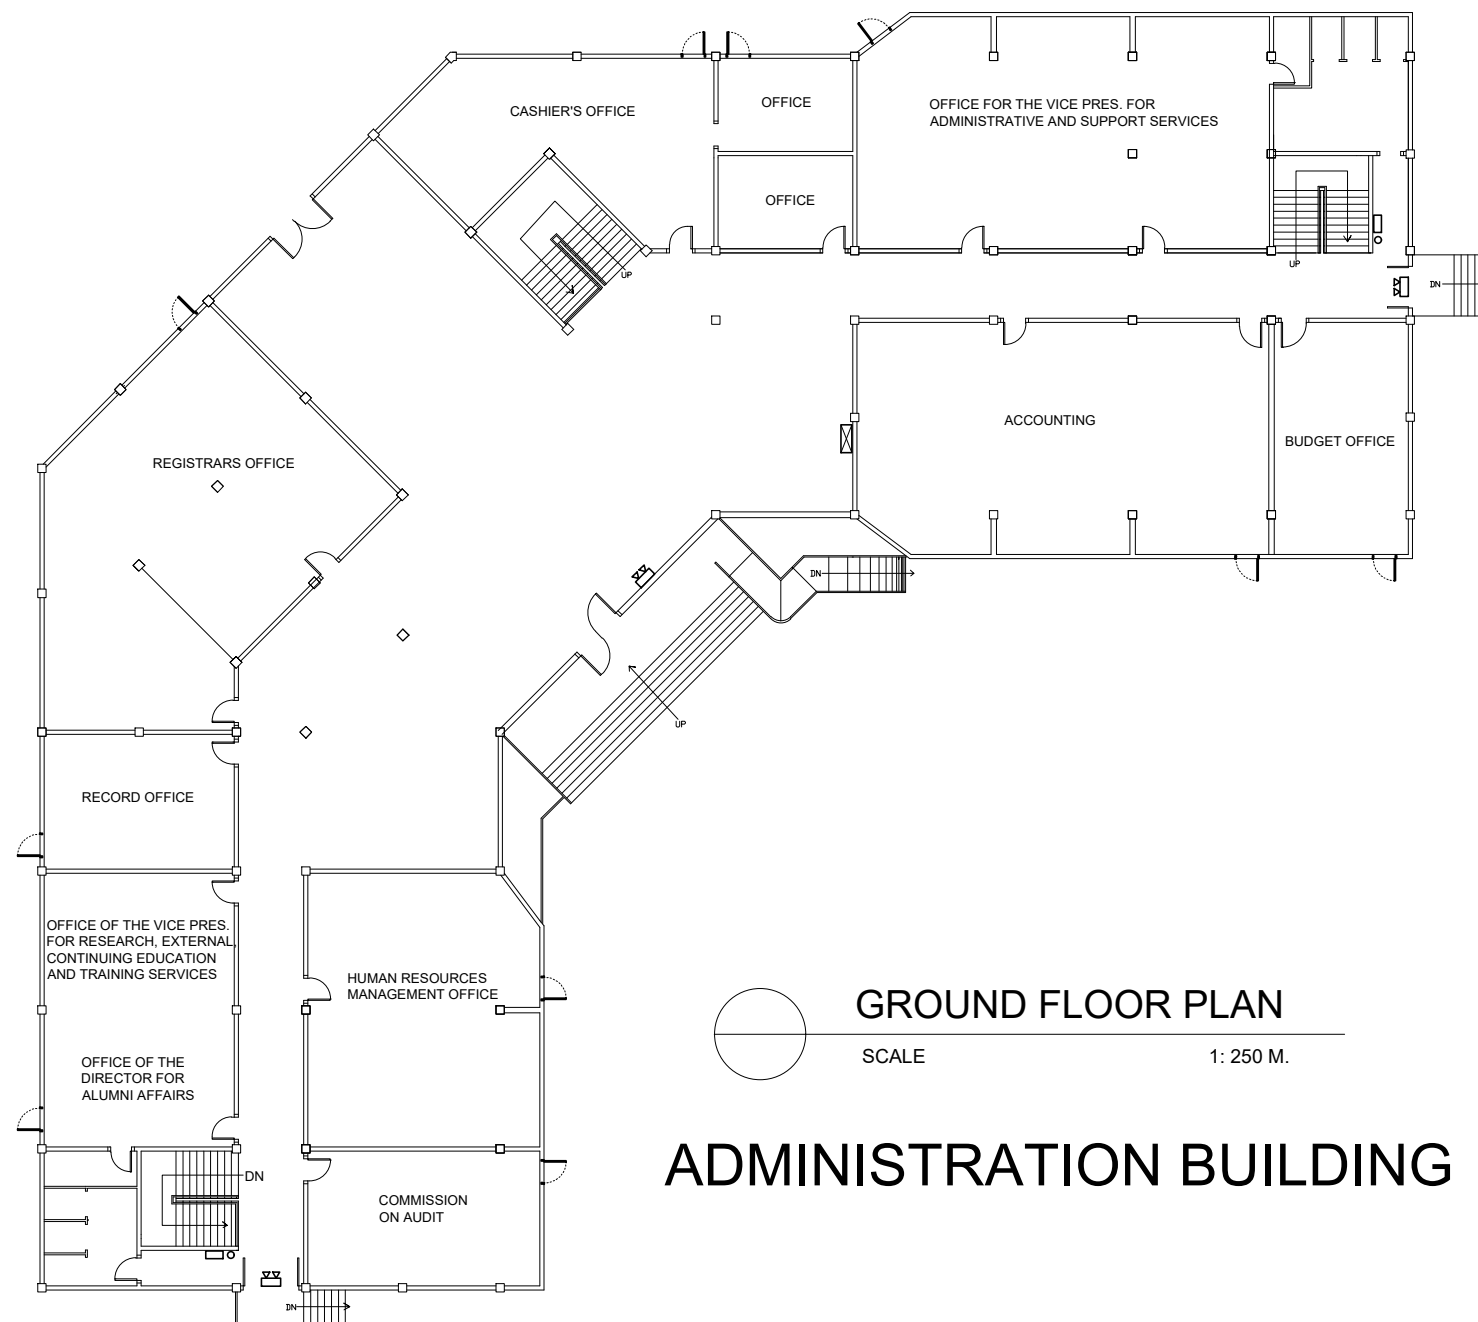 CASHIER'S OFFICE
OFFICE
OFFICE FOR THE VICE PRES. FOR
ADMINISTRATIVE AND SUPPORT SERVICES
OFFICE
UP
UP
DN
ACCOUNTING
BUDGET OFFICE
REGISTRARS OFFICE
DN
UP
RECORD OFFICE
OFFICE OF THE VICE PRES.
FOR RESEARCH, EXTERNAL,
CONTINUING EDUCATION
AND TRAINING SERVICES
HUMAN RESOURCES
MANAGEMENT OFFICE
OFFICE OF THE
DIRECTOR FOR
ALUMNI AFFAIRS
DN
COMMISSION
ON AUDIT
DN
GROUND FLOOR PLAN
SCALE 1: 250 M.
ADMINISTRATION BUILDING